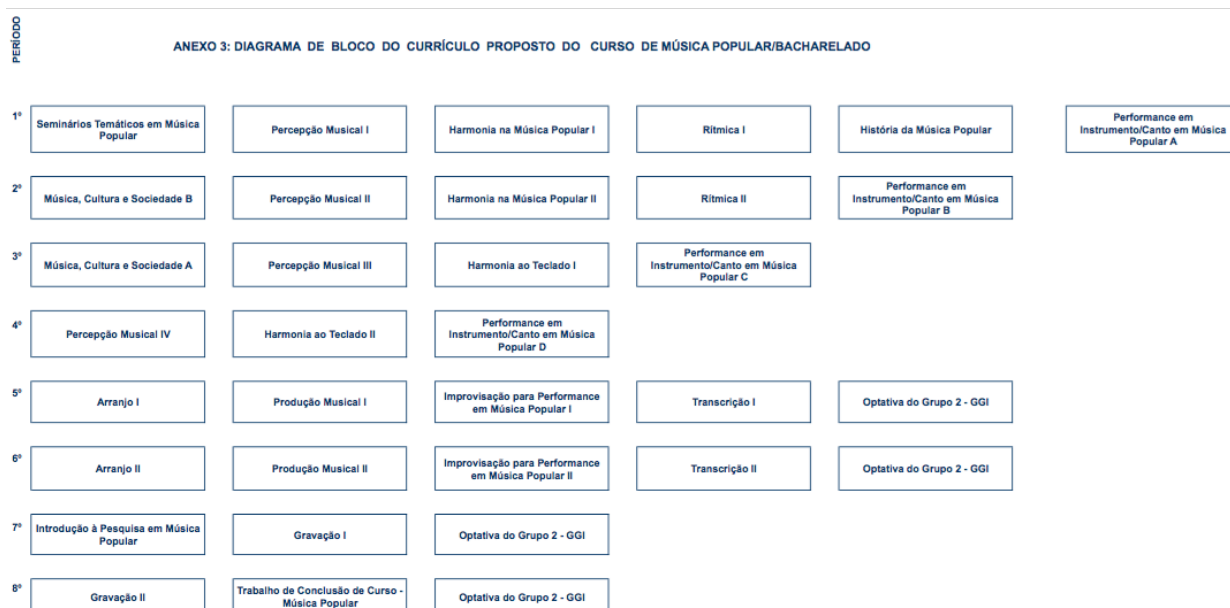 PERÍODO
ANEXO 3: DIAGRAMA DE BLOCO DO CURRÍCULO PROPOSTO DO CURSO DE MÚSICA POPULAR/BACHARELADO
1º
Seminários Temáticos em Música
Popular
Percepção Musical I
Harmonia na Música Popular I
Rítmica I
História da Música Popular
Performance em
Instrumento/Canto em Música
Popular A
2º
Música, Cultura e Sociedade B
Percepção Musical II
Harmonia na Música Popular II
Rítmica II
Performance em
Instrumento/Canto em Música
Popular B
3º
Música, Cultura e Sociedade A
Percepção Musical III
Harmonia ao Teclado I
Performance em
Instrumento/Canto em Música
Popular C
4º
Percepção Musical IV
Harmonia ao Teclado II
Performance em
Instrumento/Canto em Música
Popular D
5º
Arranjo I
Produção Musical I
Improvisação para Performance
em Música Popular I
Transcrição I
Optativa do Grupo 2 - GGI
6º
Arranjo II
Produção Musical II
Improvisação para Performance
em Música Popular II
Transcrição II
Optativa do Grupo 2 - GGI
7º
Introdução à Pesquisa em Música
Popular
Gravação I
Optativa do Grupo 2 - GGI
8º
Gravação II
Trabalho de Conclusão de Curso -
Música Popular
Optativa do Grupo 2 - GGI